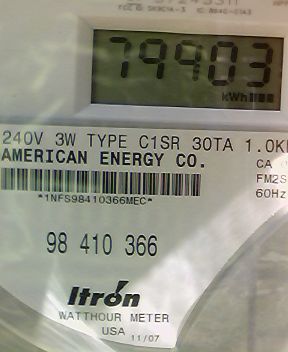 79903
kWh
240V 3W TYPE C1SR 30TA 1.0K
AMERICAN ENERGY CO.
CA
FM2S
60Hz
*1NFS98410366MEC*
98 410 366
Itron
WATTHOUR METER
USA 11/07